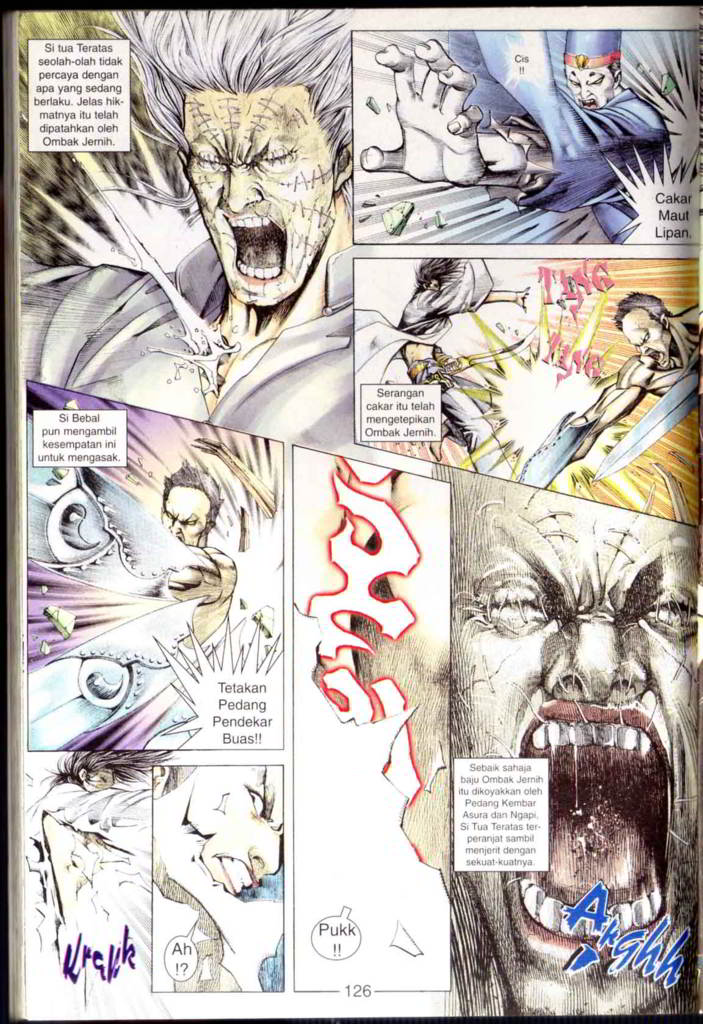 Si tua Teratas
seolah-olah tidak
percaya dengan
apa yang sedang
berlaku. Jelas hik-
matnya itu telah
dipatahkan oleh
Ombak Jernih.
Cis
!!
Cakar
Maut
Lipan.
TING
TING
Serangan
cakar itu telah
mengetepikan
Ombak Jernih.
Si Bebal
pun mengambil
kesempatan ini
untuk mengasak.
Tetakan
Pedang
Pendekar
Buas!!
Sebaik sahaja
baju Ombak Jernih
itu dikoyakkan oleh
Pedang Kembar
Asura dan Ngapi,
Si Tua Teratas ter-
peranjat sambil
menjerit dengan
sekuat-kuatnya.
Krakk
Ah
!?
Pukk
!!
Arghh
126